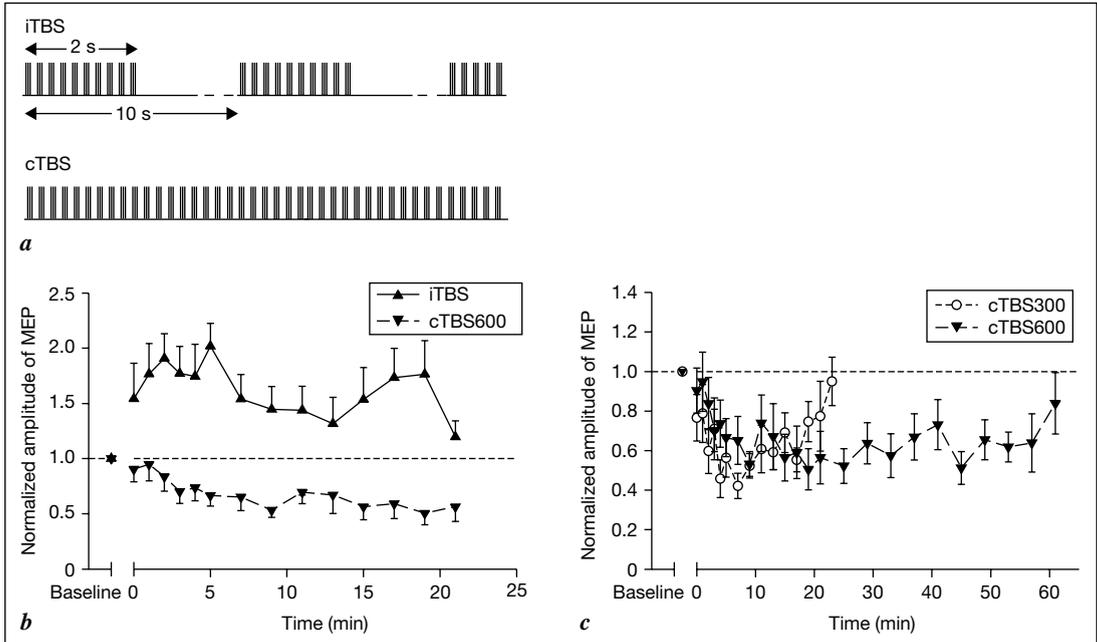 iTBS
2 s
10 s
cTBS
a
2.5
2.0
1.5
1.0
0.5
0
Normalized amplitude of MEP
iTBS
cTBS600
Baseline 0 5 10 15 20 25
Time (min)
b
1.4
1.2
1.0
0.8
0.6
0.4
0.2
0
Normalized amplitude of MEP
cTBS300
cTBS600
Baseline 0 10 20 30 40 50 60
Time (min)
c